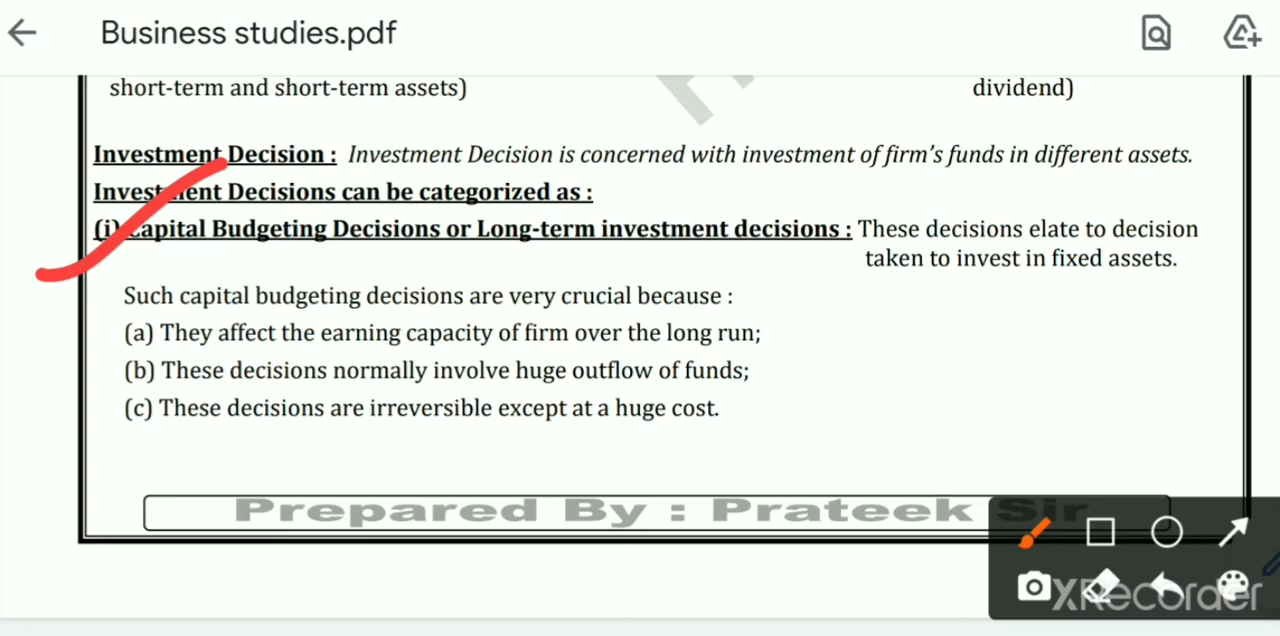 Business studies.pdf
short-term and short-term assets) dividend)
Investment Decision : Investment Decision is concerned with investment of firm's funds in different assets.
Investment Decisions can be categorized as :
(i) Capital Budgeting Decisions or Long-term investment decisions : These decisions elate to decision
taken to invest in fixed assets.
Such capital budgeting decisions are very crucial because :
(a) They affect the earning capacity of firm over the long run;
(b) These decisions normally involve huge outflow of funds;
(c) These decisions are irreversible except at a huge cost.
Prepared By : Prateek Sir
XRecorder